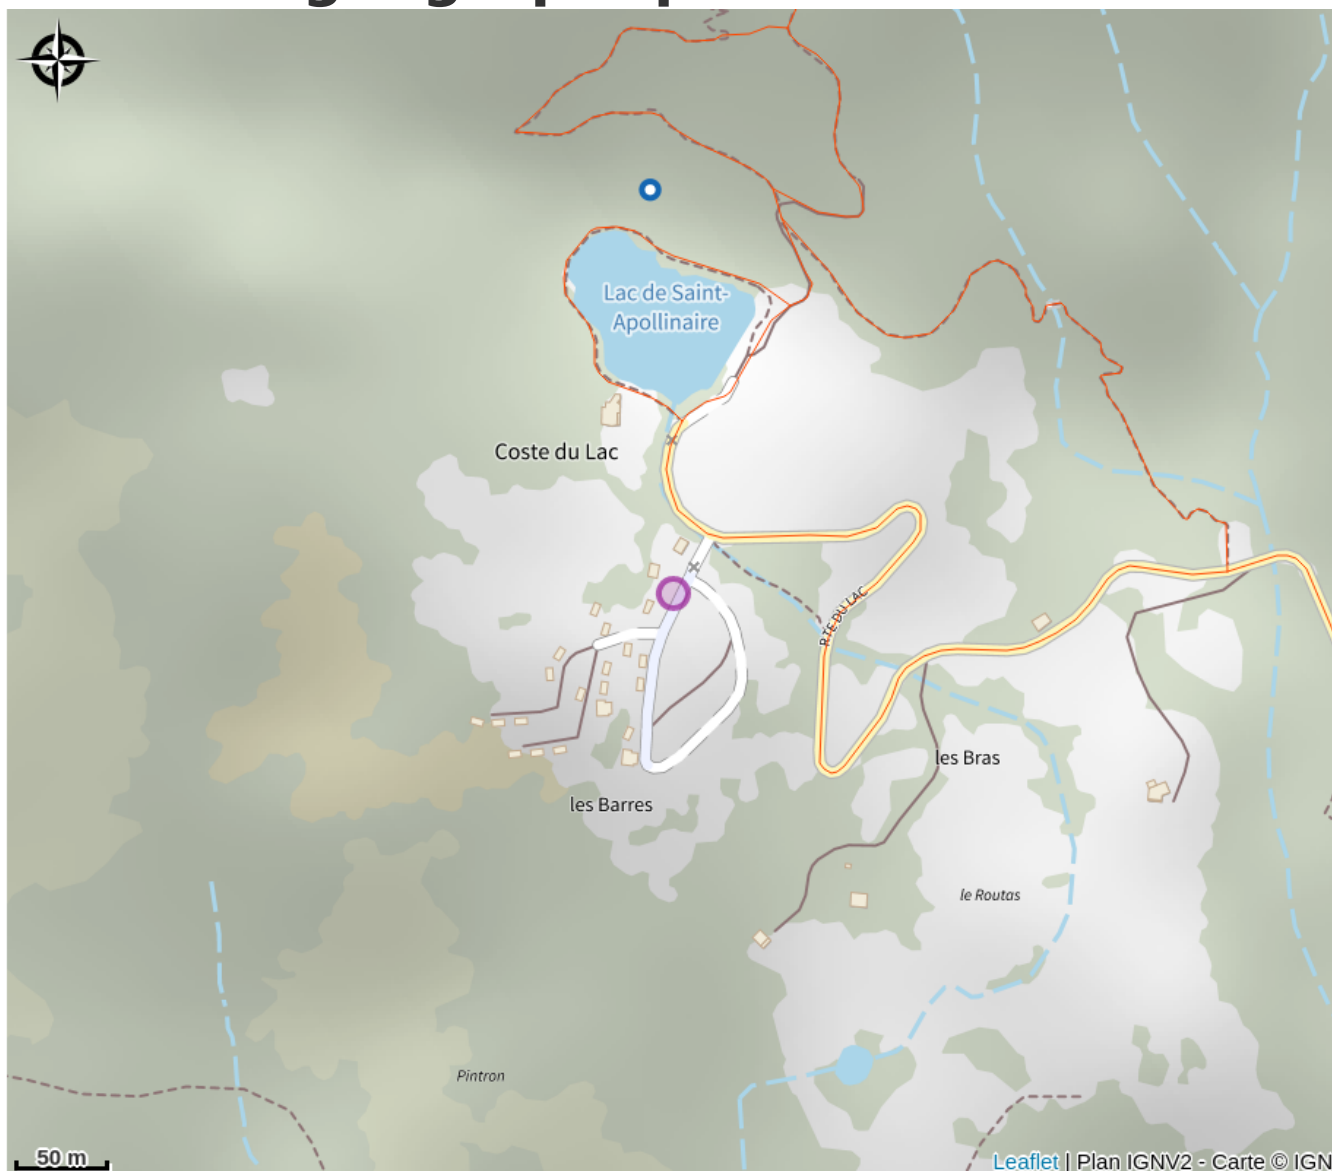 Lac de Saint-
Apollinaire
Coste du Lac
RTE DU LAC
les Bras
les Barres
le Routas
Pintron
50 m
Leaflet | Plan IGNV2 - Carte © IGN